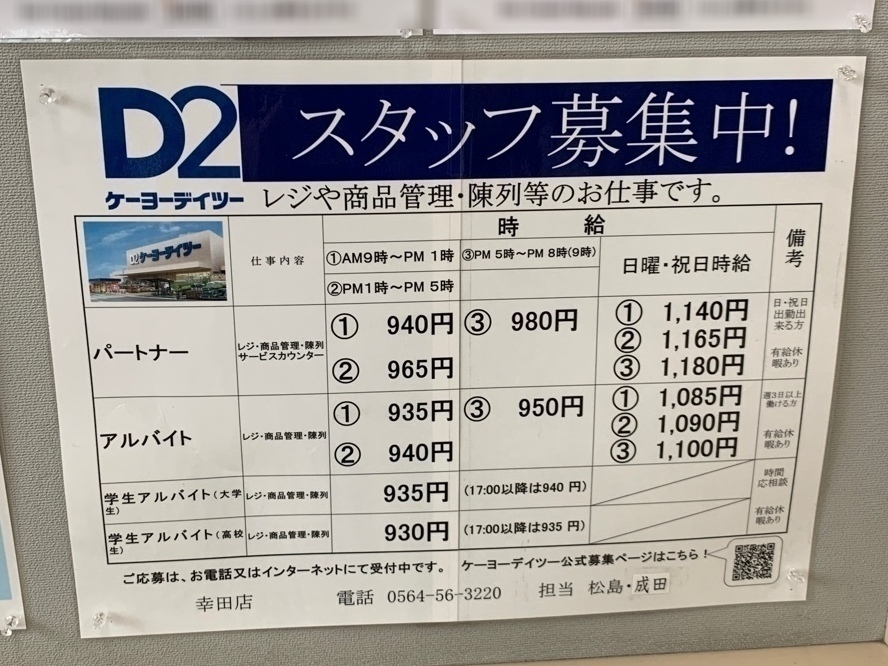 D2
ケーヨーデイツー
スタッフ募集中!
レジや商品管理・陳列等のお仕事です。
D2ケーヨーデイツー
仕事内容
時 給
①AM9時～PM 1時
②PM1時～PM 5時
③PM 5時～PM 8時(9時)
日曜・祝日時給
備考
パートナー
レジ・商品管理・陳列
サービスカウンター
① 940円
② 965円
③ 980円
① 1,140円
② 1,165円
③ 1,180円
日・祝日
出勤出
来る方
有給休
暇あり
アルバイト
レジ・商品管理・陳列
① 935円
② 940円
③ 950円
① 1,085円
② 1,090円
③ 1,100円
週3日以上
働ける方
有給休
暇あり
学生アルバイト(大学
生)
レジ・商品管理・陳列
935円
(17:00以降は940 円)
時間
応相談
学生アルバイト(高校
生)
レジ・商品管理・陳列
930円
(17:00以降は935 円)
有給休
暇あり
ご応募は、お電話又はインターネットにて受付中です。 ケーヨーデイツー公式募集ページはこちら!
幸田店 電話 0564-56-3220 担当 松島・成田